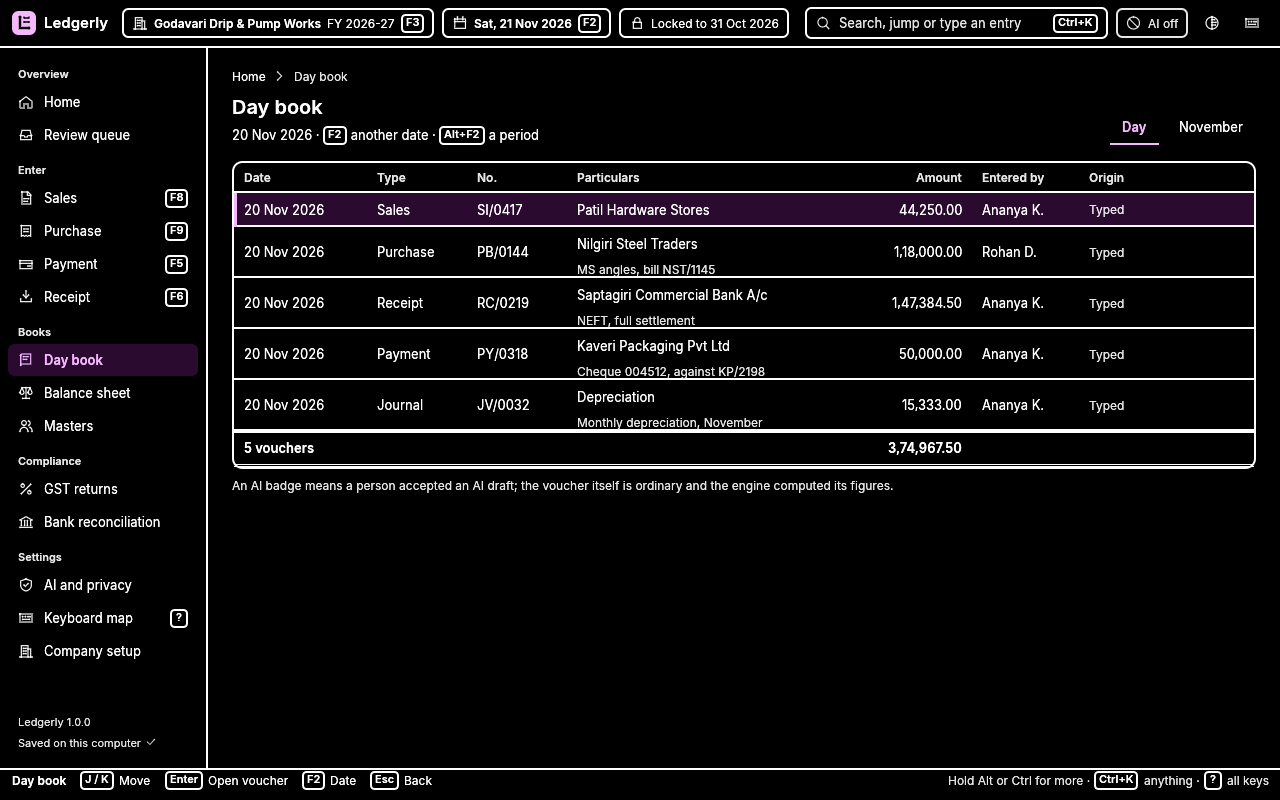 Ledgerly
Godavari Drip & Pump Works FY 2026-27 F3
Sat, 21 Nov 2026 F2
Locked to 31 Oct 2026
Search, jump or type an entry Ctrl+K
AI off
Overview
Home
Review queue
Enter
Sales F8
Purchase F9
Payment F5
Receipt F6
Books
Day book
Balance sheet
Masters
Compliance
GST returns
Bank reconciliation
Settings
AI and privacy
Keyboard map ?
Company setup
Ledgerly 1.0.0
Saved on this computer
Home Day book
Day book
20 Nov 2026 · F2 another date · Alt+F2 a period
Day November
Date Type No. Particulars Amount Entered by Origin
20 Nov 2026 Sales SI/0417 Patil Hardware Stores 44,250.00 Ananya K. Typed
20 Nov 2026 Purchase PB/0144 Nilgiri Steel Traders 1,18,000.00 Rohan D. Typed
MS angles, bill NST/1145
20 Nov 2026 Receipt RC/0219 Saptagiri Commercial Bank A/c 1,47,384.50 Ananya K. Typed
NEFT, full settlement
20 Nov 2026 Payment PY/0318 Kaveri Packaging Pvt Ltd 50,000.00 Ananya K. Typed
Cheque 004512, against KP/2198
20 Nov 2026 Journal JV/0032 Depreciation 15,333.00 Ananya K. Typed
Monthly depreciation, November
5 vouchers 3,74,967.50
An AI badge means a person accepted an AI draft; the voucher itself is ordinary and the engine computed its figures.
Day book J / K Move Enter Open voucher F2 Date Esc Back
Hold Alt or Ctrl for more · Ctrl+K anything · ? all keys